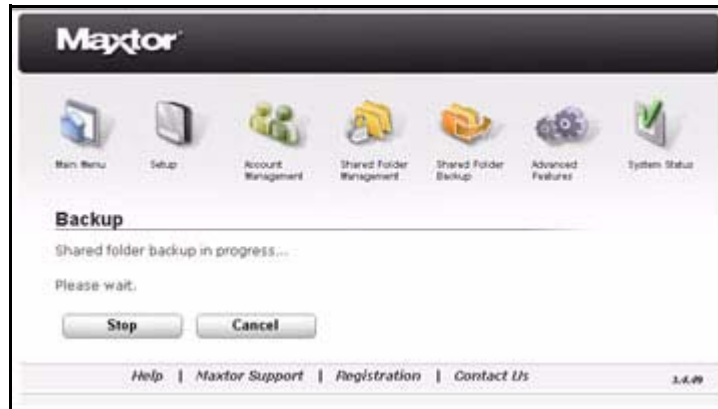 Maxtor
Main Menu
Setup
Account Management
Shared Folder Management
Shared Folder Backup
Advanced Features
System Status
Backup
Shared folder backup in progress...
Please wait.
Stop
Cancel
Help | Maxtor Support | Registration | Contact Us